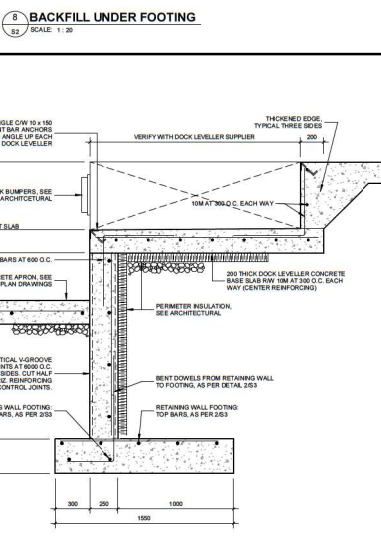 8
S2
BACKFILL UNDER FOOTING
SCALE: 1 : 20
NGLE C/W 10 x 150
NT BAR ANCHORS
ANGLE UP EACH
DOCK LEVELLER
VERIFY WITH DOCK LEVELLER SUPPLIER
200
THICKENED EDGE,
TYPICAL THREE SIDES
K BUMPERS, SEE
ARCHITECTURAL
10M AT 300 O.C. EACH WAY
SLAB
BARS AT 600 O.C.
RETE APRON, SEE
PLAN DRAWINGS
200 THICK DOCK LEVELLER CONCRETE
BASE SLAB R/W 10M AT 300 O.C. EACH
WAY (CENTER REINFORCING)
PERIMETER INSULATION,
SEE ARCHITECTURAL
TICAL V-GROOVE
NTS AT 6000 O.C.
SIDES. CUT HALF
IZ. REINFORCING
CONTROL JOINTS.
BENT DOWELS FROM RETAINING WALL
TO FOOTING, AS PER DETAIL 2/S3
WALL FOOTING:
ARS, AS PER 2/S3
RETAINING WALL FOOTING:
TOP BARS, AS PER 2/S3
300
250
1000
1550